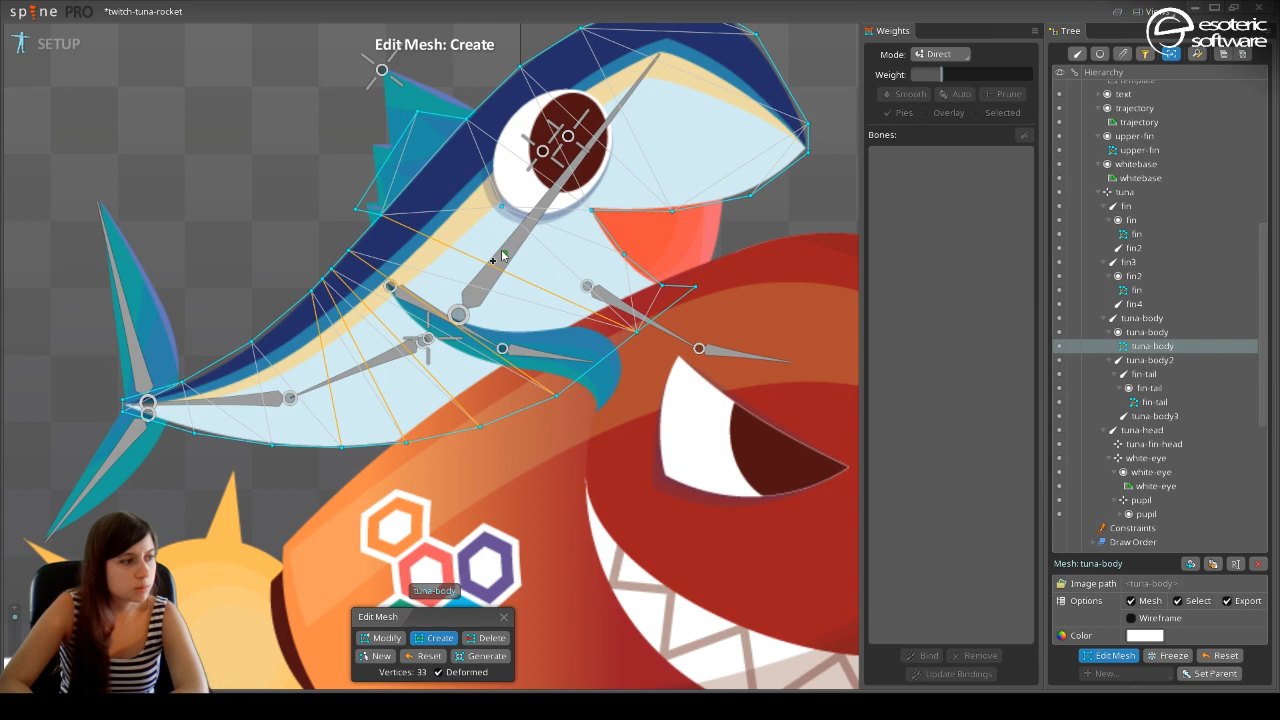 spine PRO *twitch-tuna-rocket
Views
esoteric
software
SETUP
Edit Mesh: Create
Weights
Mode: Direct
Weight:
Smooth Auto Prune
Pies Overlay Selected
Bones:
Bind Remove
Update Bindings
Tree
Hierarchy
template
text
trajectory
trajectory
upper-fin
upper-fin
whitebase
whitebase
tuna
fin
fin
fin
fin2
fin3
fin2
fin
fin4
tuna-body
tuna-body
tuna-body
tuna-body2
fin-tail
fin-tail
fin-tail
tuna-body3
tuna-head
tuna-fin-head
white-eye
white-eye
white-eye
pupil
pupil
Constraints
Draw Order
Mesh: tuna-body
Image path <tuna-body>
Options Mesh Select Export
Wireframe
Color
Edit Mesh Freeze Reset
New... Set Parent
tuna-body
Edit Mesh
Modify Create Delete
New Reset Generate
Vertices: 33 Deformed